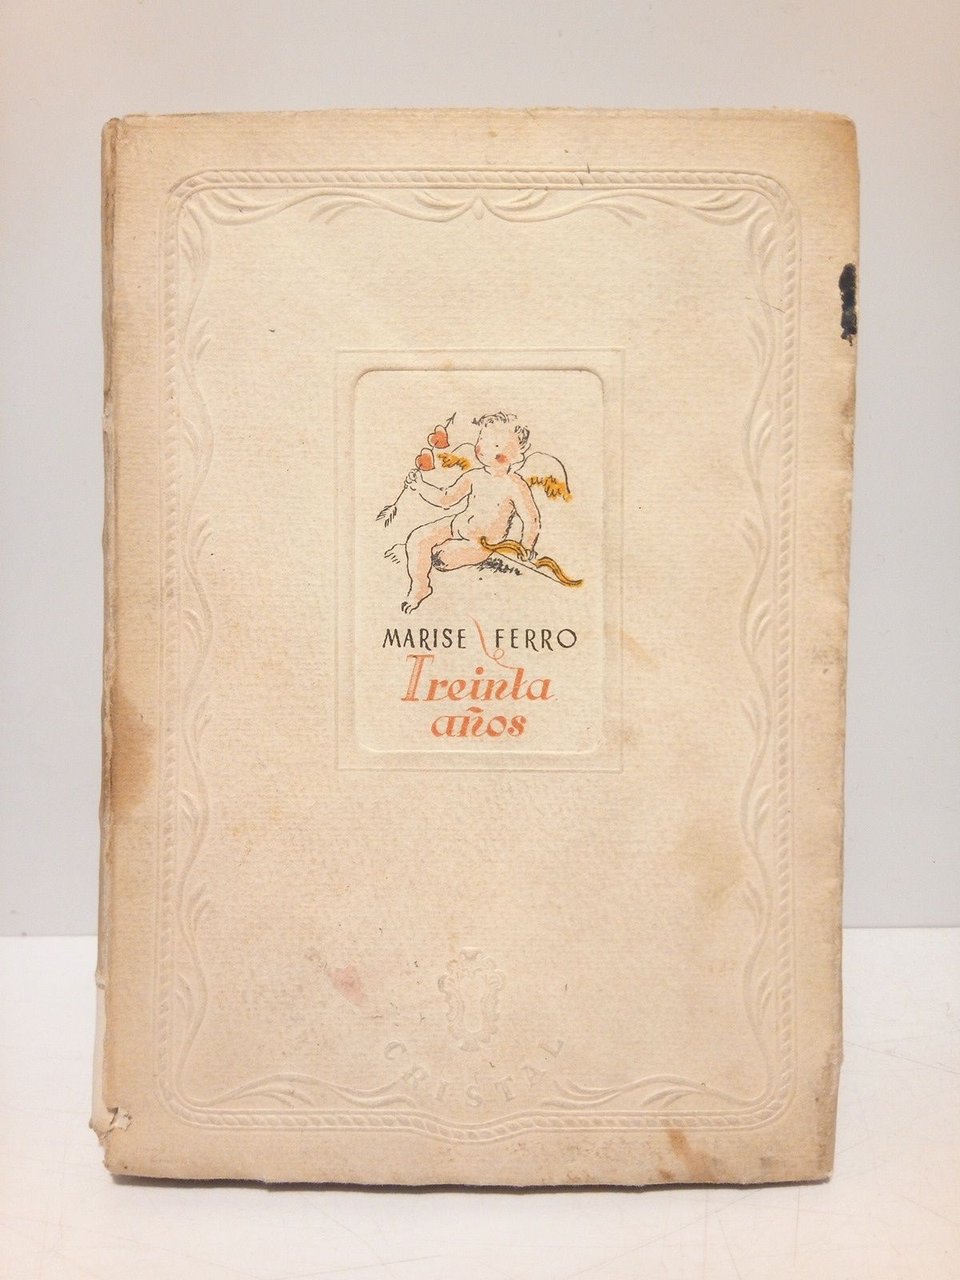 MARISE FERRO
Treinta
años
CRISTAL